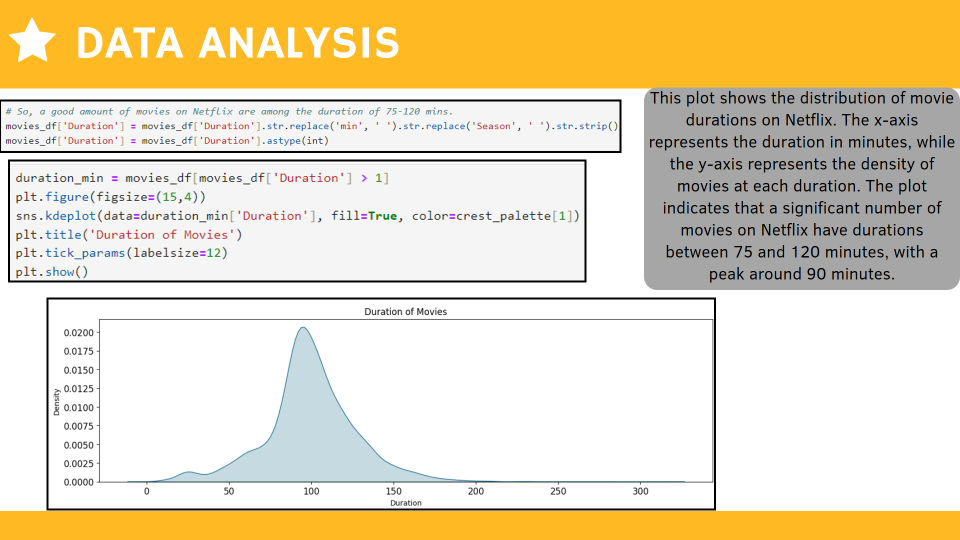 DATA ANALYSIS
# So, a good amount of movies on Netflix are among the duration of 75-120 mins.
movies_df['Duration'] = movies_df['Duration'].str.replace('min', ' ').str.replace('Season', ' ').str.strip()
movies_df['Duration'] = movies_df['Duration'].astype(int)
duration_min = movies_df[movies_df['Duration'] > 1]
plt.figure(figsize=(15,4))
sns.kdeplot(data=duration_min['Duration'], fill=True, color=crest_palette[1])
plt.title('Duration of Movies')
plt.tick_params(labelsize=12)
plt.show()
This plot shows the distribution of movie
durations on Netflix. The x-axis
represents the duration in minutes, while
the y-axis represents the density of
movies at each duration. The plot
indicates that a significant number of
movies on Netflix have durations
between 75 and 120 minutes, with a
peak around 90 minutes.
Duration of Movies
Density
0.0200
0.0175
0.0150
0.0125
0.0100
0.0075
0.0050
0.0025
0.0000
0 50 100 150 200 250 300
Duration